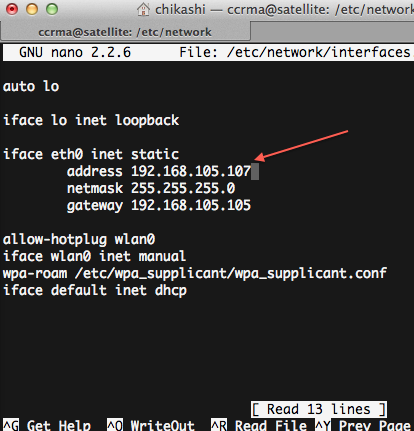 chikashi — ccrma@satellite: /etc/n
ccrma@satellite: /etc/network
GNU nano 2.2.6 File: /etc/network/interfaces
auto lo
iface lo inet loopback
iface eth0 inet static
address 192.168.105.107
netmask 255.255.255.0
gateway 192.168.105.105
allow-hotplug wlan0
iface wlan0 inet manual
wpa-roam /etc/wpa_supplicant/wpa_supplicant.conf
iface default inet dhcp
[ Read 13 lines ]
^G Get Help ^O WriteOut ^R Read File ^Y Prev Page